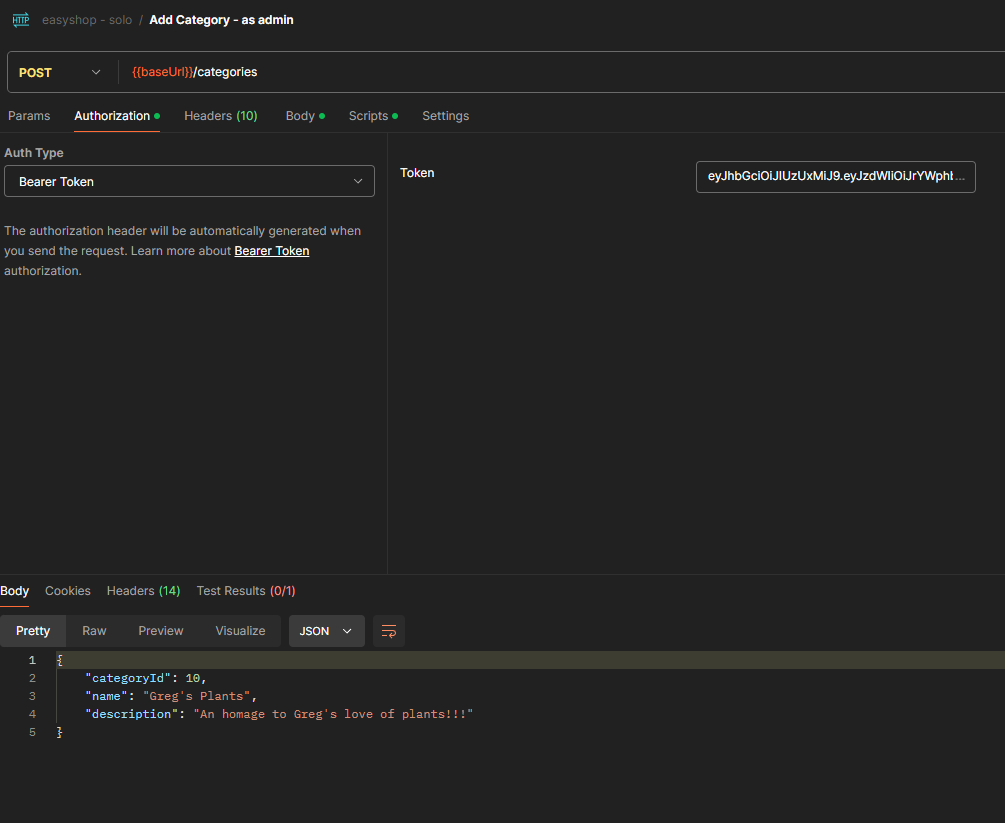 HTTP easyshop - solo / Add Category - as admin
POST {{baseUrl}}/categories
Params Authorization Headers (10) Body Scripts Settings
Auth Type
Bearer Token
The authorization header will be automatically generated when
you send the request. Learn more about Bearer Token
authorization.
Token
eyJhbGciOiJIUzUxMiJ9.eyJzdWIiOiJrYWphb...
Body Cookies Headers (14) Test Results (0/1)
Pretty Raw Preview Visualize JSON
1 {
2 "categoryId": 10,
3 "name": "Greg's Plants",
4 "description": "An homage to Greg's love of plants!!!"
5 }